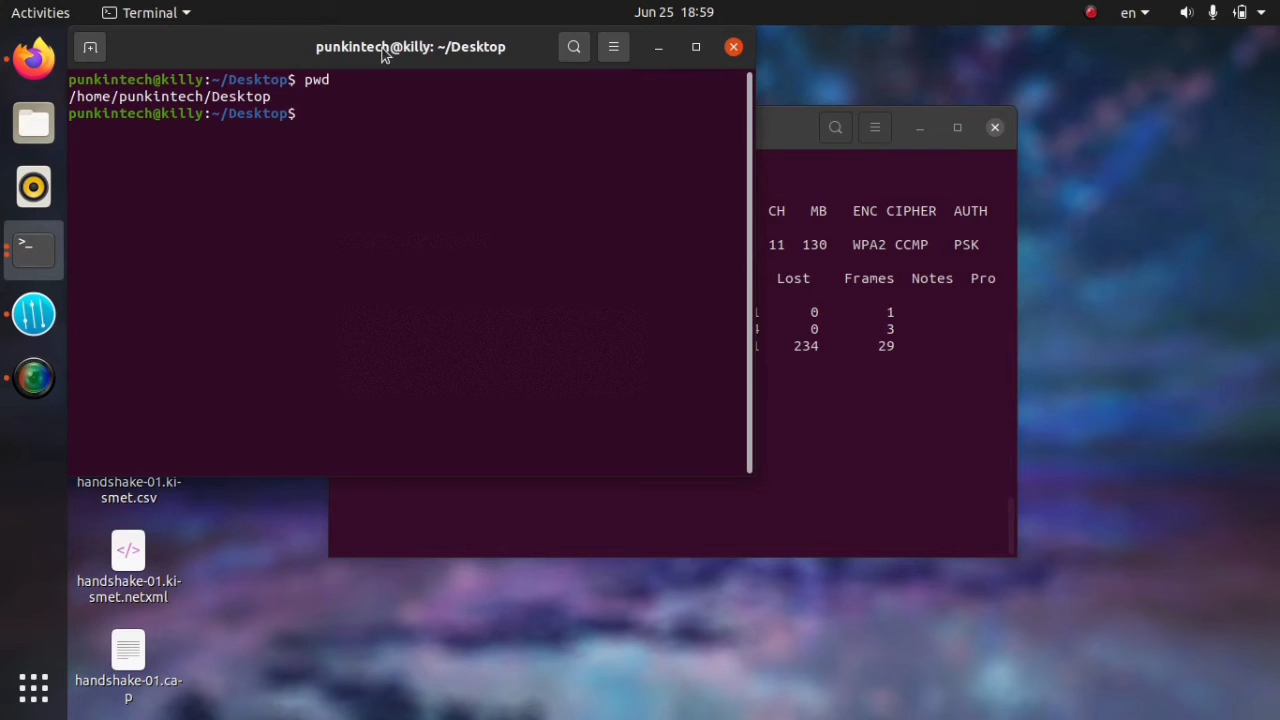 Activities
Terminal
Jun 25 18:59
en
punkintech@killy: ~/Desktop
punkintech@killy:~/Desktop$ pwd
/home/punkintech/Desktop
punkintech@killy:~/Desktop$
CH MB ENC CIPHER AUTH
11 130 WPA2 CCMP PSK
Lost Frames Notes Pro
0 1
0 3
234 29
handshake-01.ki-
smet.csv
handshake-01.ki-
smet.netxml
handshake-01.ca-
p